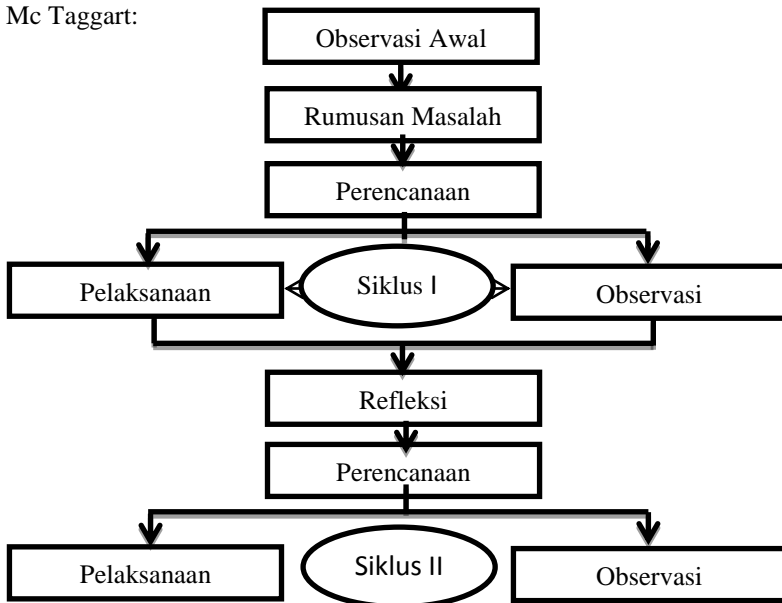 Mc Taggart:
Observasi Awal
Rumusan Masalah
Perencanaan
Pelaksanaan
Siklus I
Observasi
Refleksi
Perencanaan
Pelaksanaan
Siklus II
Observasi